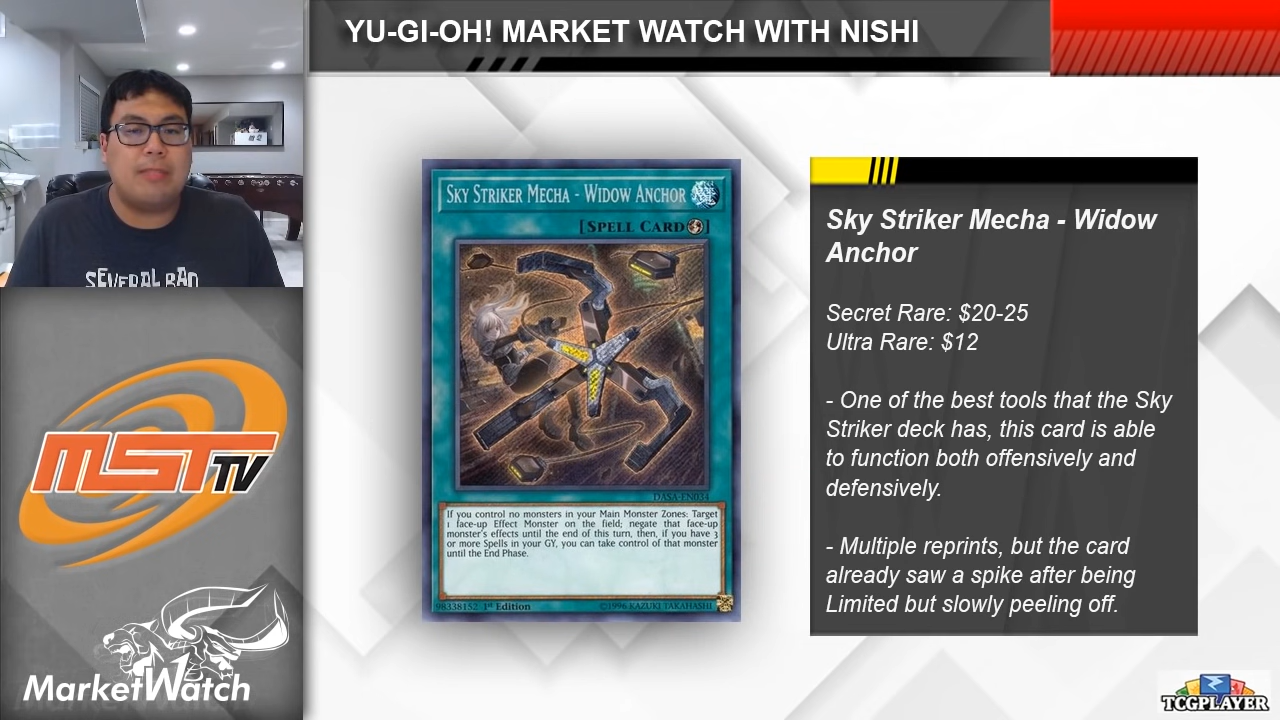 YU-GI-OH! MARKET WATCH WITH NISHI
SEVERAL BAD
MST TV
MarketWatch
SKY STRIKER MECHA - WIDOW ANCHOR
[SPELL CARD]
DASA-EN034
If you control no monsters in your Main Monster Zones: Target
1 face-up Effect Monster on the field; negate that face-up
monster's effects until the end of this turn, then, if you have 3
or more Spells in your GY, you can take control of that monster
until the End Phase.
98338152 1st Edition
©1996 KAZUKI TAKAHASHI
Sky Striker Mecha - Widow
Anchor
Secret Rare: $20-25
Ultra Rare: $12
- One of the best tools that the Sky
Striker deck has, this card is able
to function both offensively and
defensively.
- Multiple reprints, but the card
already saw a spike after being
Limited but slowly peeling off.
TCGPLAYER